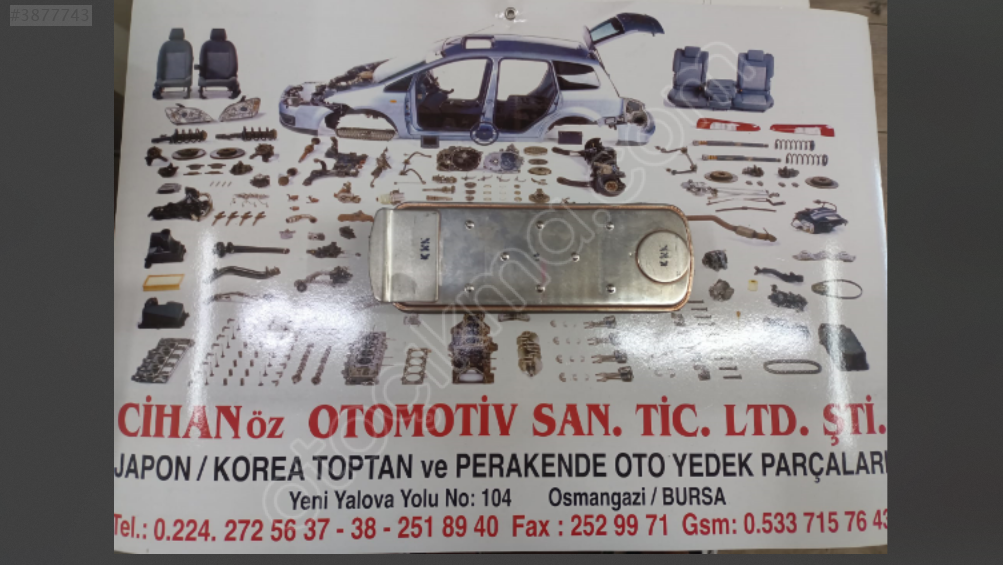 #3877743
otocikma.com
CİHANöz OTOMOTİV SAN. TİC. LTD. ŞTİ.
JAPON / KOREA TOPTAN ve PERAKENDE OTO YEDEK PARÇALARI
Yeni Yalova Yolu No: 104 Osmangazi / BURSA
Tel.: 0.224. 272 56 37 - 38 - 251 89 40 Fax : 252 99 71 Gsm: 0.533 715 76 43